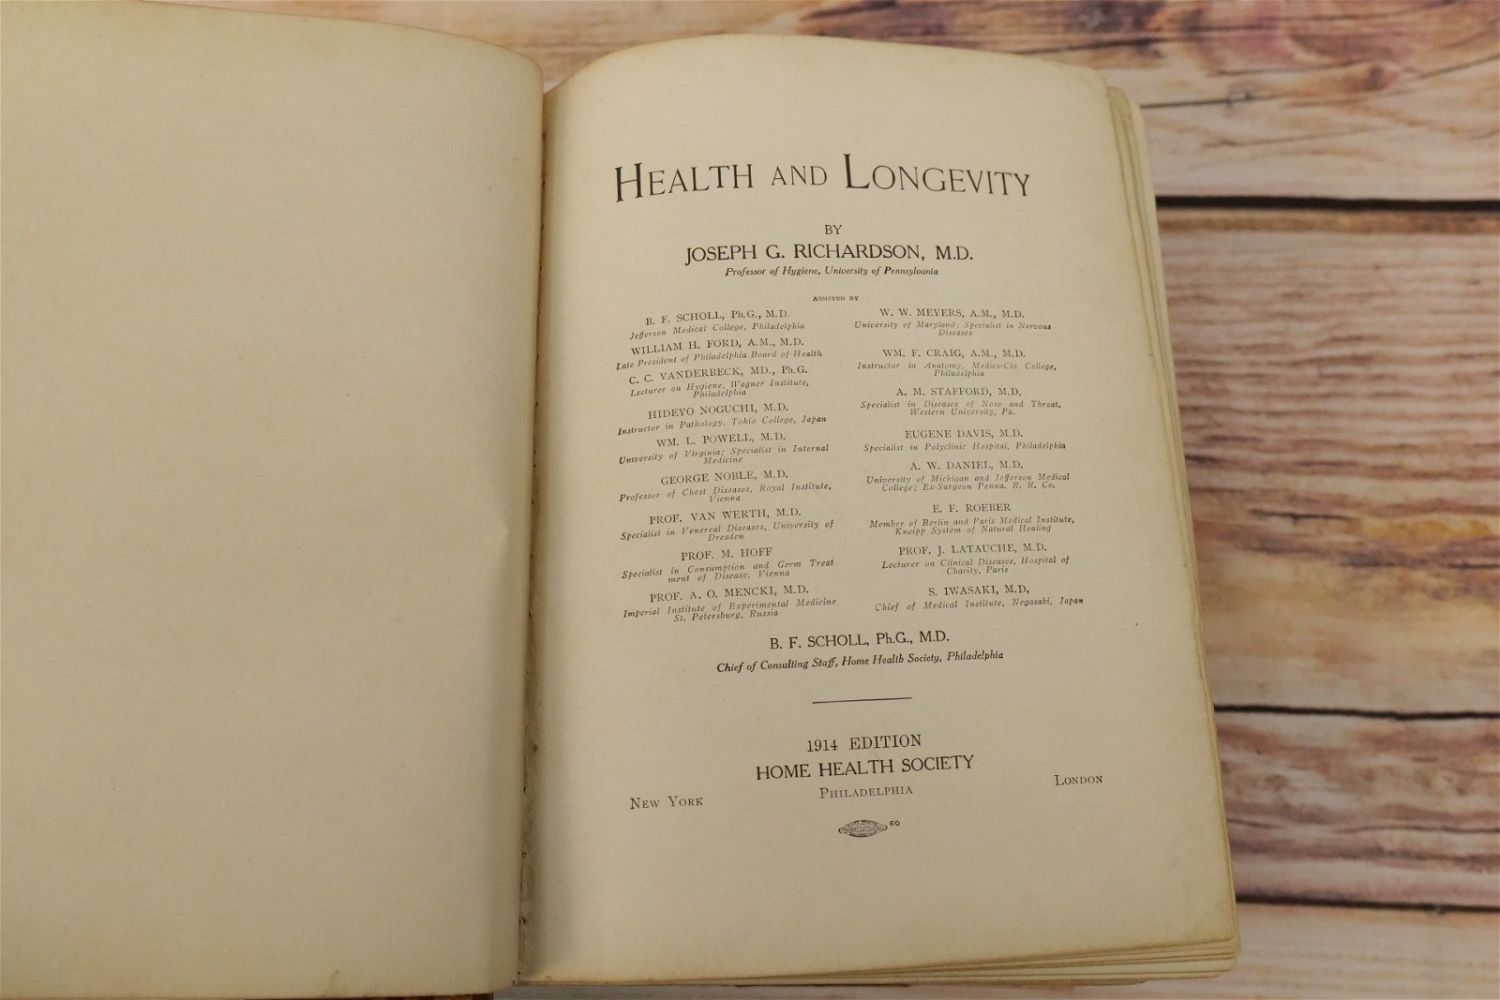 HEALTH AND LONGEVITY
BY
JOSEPH G. RICHARDSON, M.D.
Professor of Hygiene, University of Pennsylvania
ASSISTED BY
B. F. SCHOLL, Ph.G., M.D.
Jefferson Medical College, Philadelphia
WILLIAM H. FORD, A.M., M.D.
Late President of Philadelphia Board of Health
C. C. VANDERBECK, MD., Ph.G.
Lecturer on Hygiene, Wagner Institute,
Philadelphia
HIDEYO NOGUCHI, M.D.
Instructor in Pathology, Tokio College, Japan
WM. L. POWELL, M.D.
University of Virginia; Specialist in Internal
Medicine
GEORGE NOBLE, M.D.
Professor of Chest Diseases, Royal Institute,
Vienna
PROF. VAN WERTH, M.D.
Specialist in Venereal Diseases, University of
Dresden
PROF. M. HOFF
Specialist in Consumption and Germ Treat
ment of Disease, Vienna
PROF. A. O. MENCKI, M.D.
Imperial Institute of Experimental Medicine
St. Petersburg, Russia
W. W. MEYERS, A.M., M.D.
University of Maryland; Specialist in Nervous
Diseases
WM. F. CRAIG, A.M., M.D.
Instructor in Anatomy, Medico-Chi College,
Philadelphia
A. M. STAFFORD, M.D.
Specialist in Diseases of Nose and Throat,
Western University, Pa.
EUGENE DAVIS, M.D.
Specialist in Polyclinic Hospital, Philadelphia
A. W. DANIEL, M.D.
University of Michigan and Jefferson Medical
College; Ex-Surgeon Penna. R. R. Co.
E. F. ROEBER
Member of Berlin and Paris Medical Institute,
Kneipp System of Natural Healing
PROF. J. LATAUCHE, M.D.
Lecturer on Clinical Diseases, Hospital of
Charity, Paris
S. IWASAKI, M.D,
Chief of Medical Institute, Negasaki, Japan
B. F. SCHOLL, Ph.G., M.D.
Chief of Consulting Staff, Home Health Society, Philadelphia
1914 EDITION
HOME HEALTH SOCIETY
NEW YORK PHILADELPHIA LONDON
60